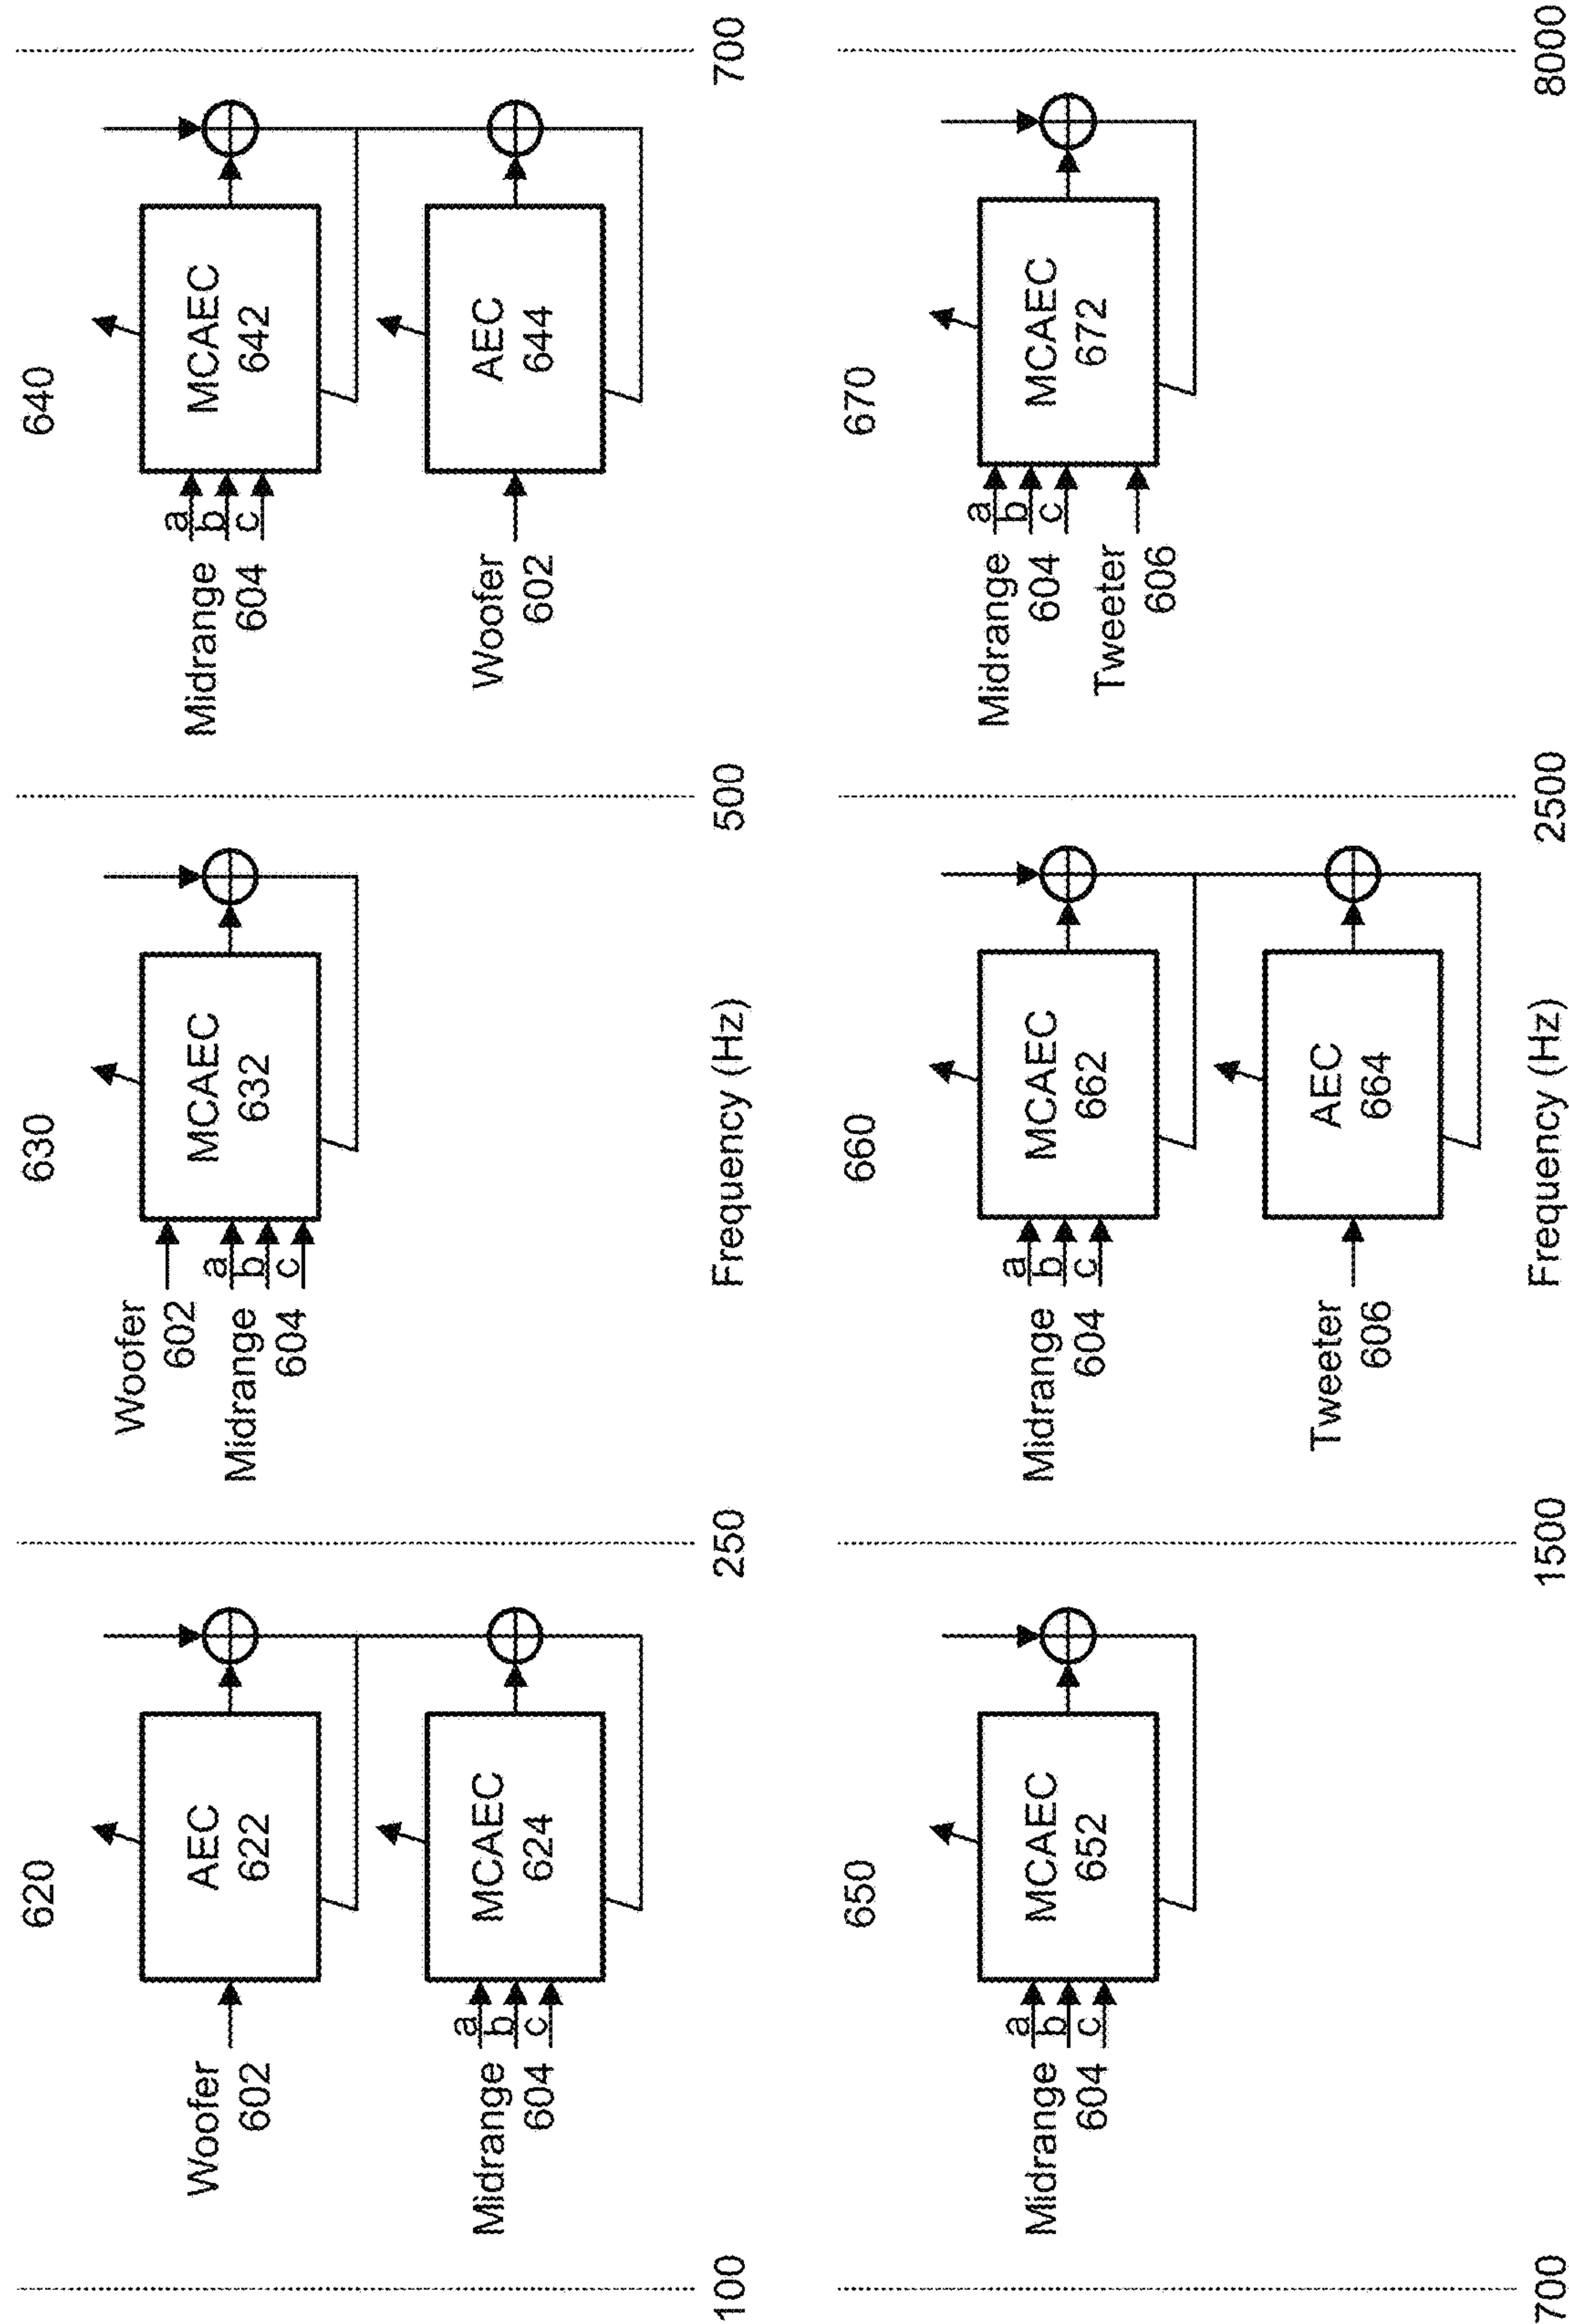 620
Woofer
602
AEC
622
a
b
c
Midrange
604
MCAEC
624
630
Woofer
602
a
b
c
Midrange
604
MCAEC
632
640
a
b
c
Midrange
604
MCAEC
642
Woofer
602
AEC
644
100
250
500
700
Frequency (Hz)
650
a
b
c
Midrange
604
MCAEC
652
660
a
b
c
Midrange
604
MCAEC
662
Tweeter
606
AEC
664
670
a
b
c
Midrange
604
Tweeter
606
MCAEC
672
700
1500
2500
8000
Frequency (Hz)